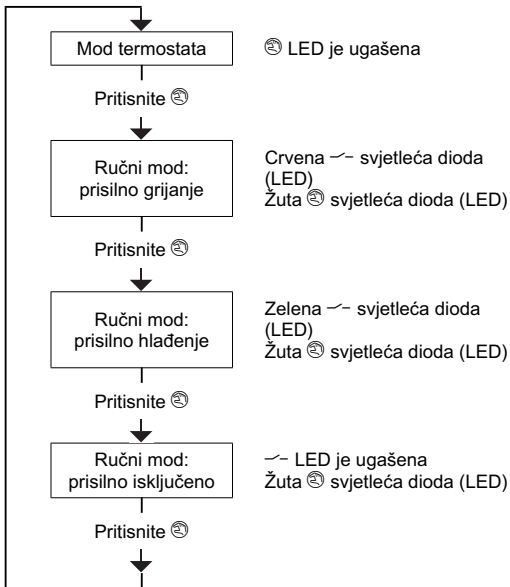 Mod termostata
LED je ugašena
Pritisnite
Ručni mod:
prisilno grijanje
Crvena svjetleća dioda
(LED)
Žuta svjetleća dioda (LED)
Pritisnite
Ručni mod:
prisilno hlađenje
Zelena svjetleća dioda
(LED)
Žuta svjetleća dioda (LED)
Pritisnite
Ručni mod:
prisilno isključeno
LED je ugašena
Žuta svjetleća dioda (LED)
Pritisnite